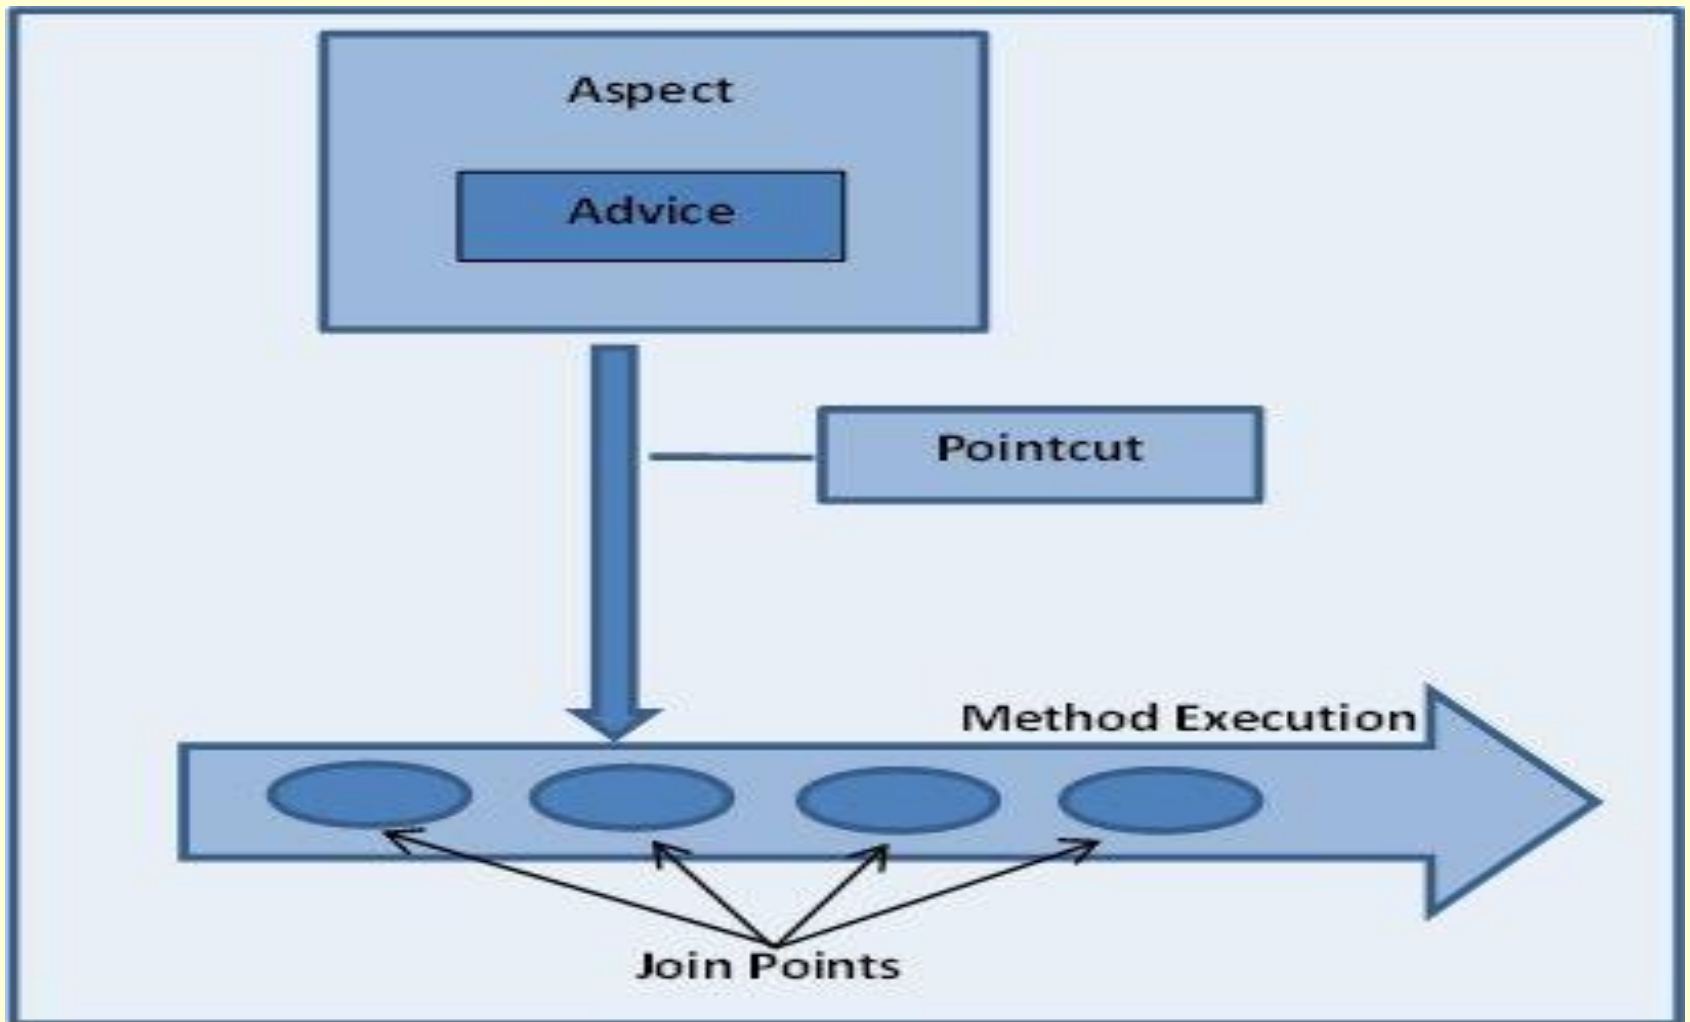 Aspect
Advice
Pointcut
Method Execution
Join Points